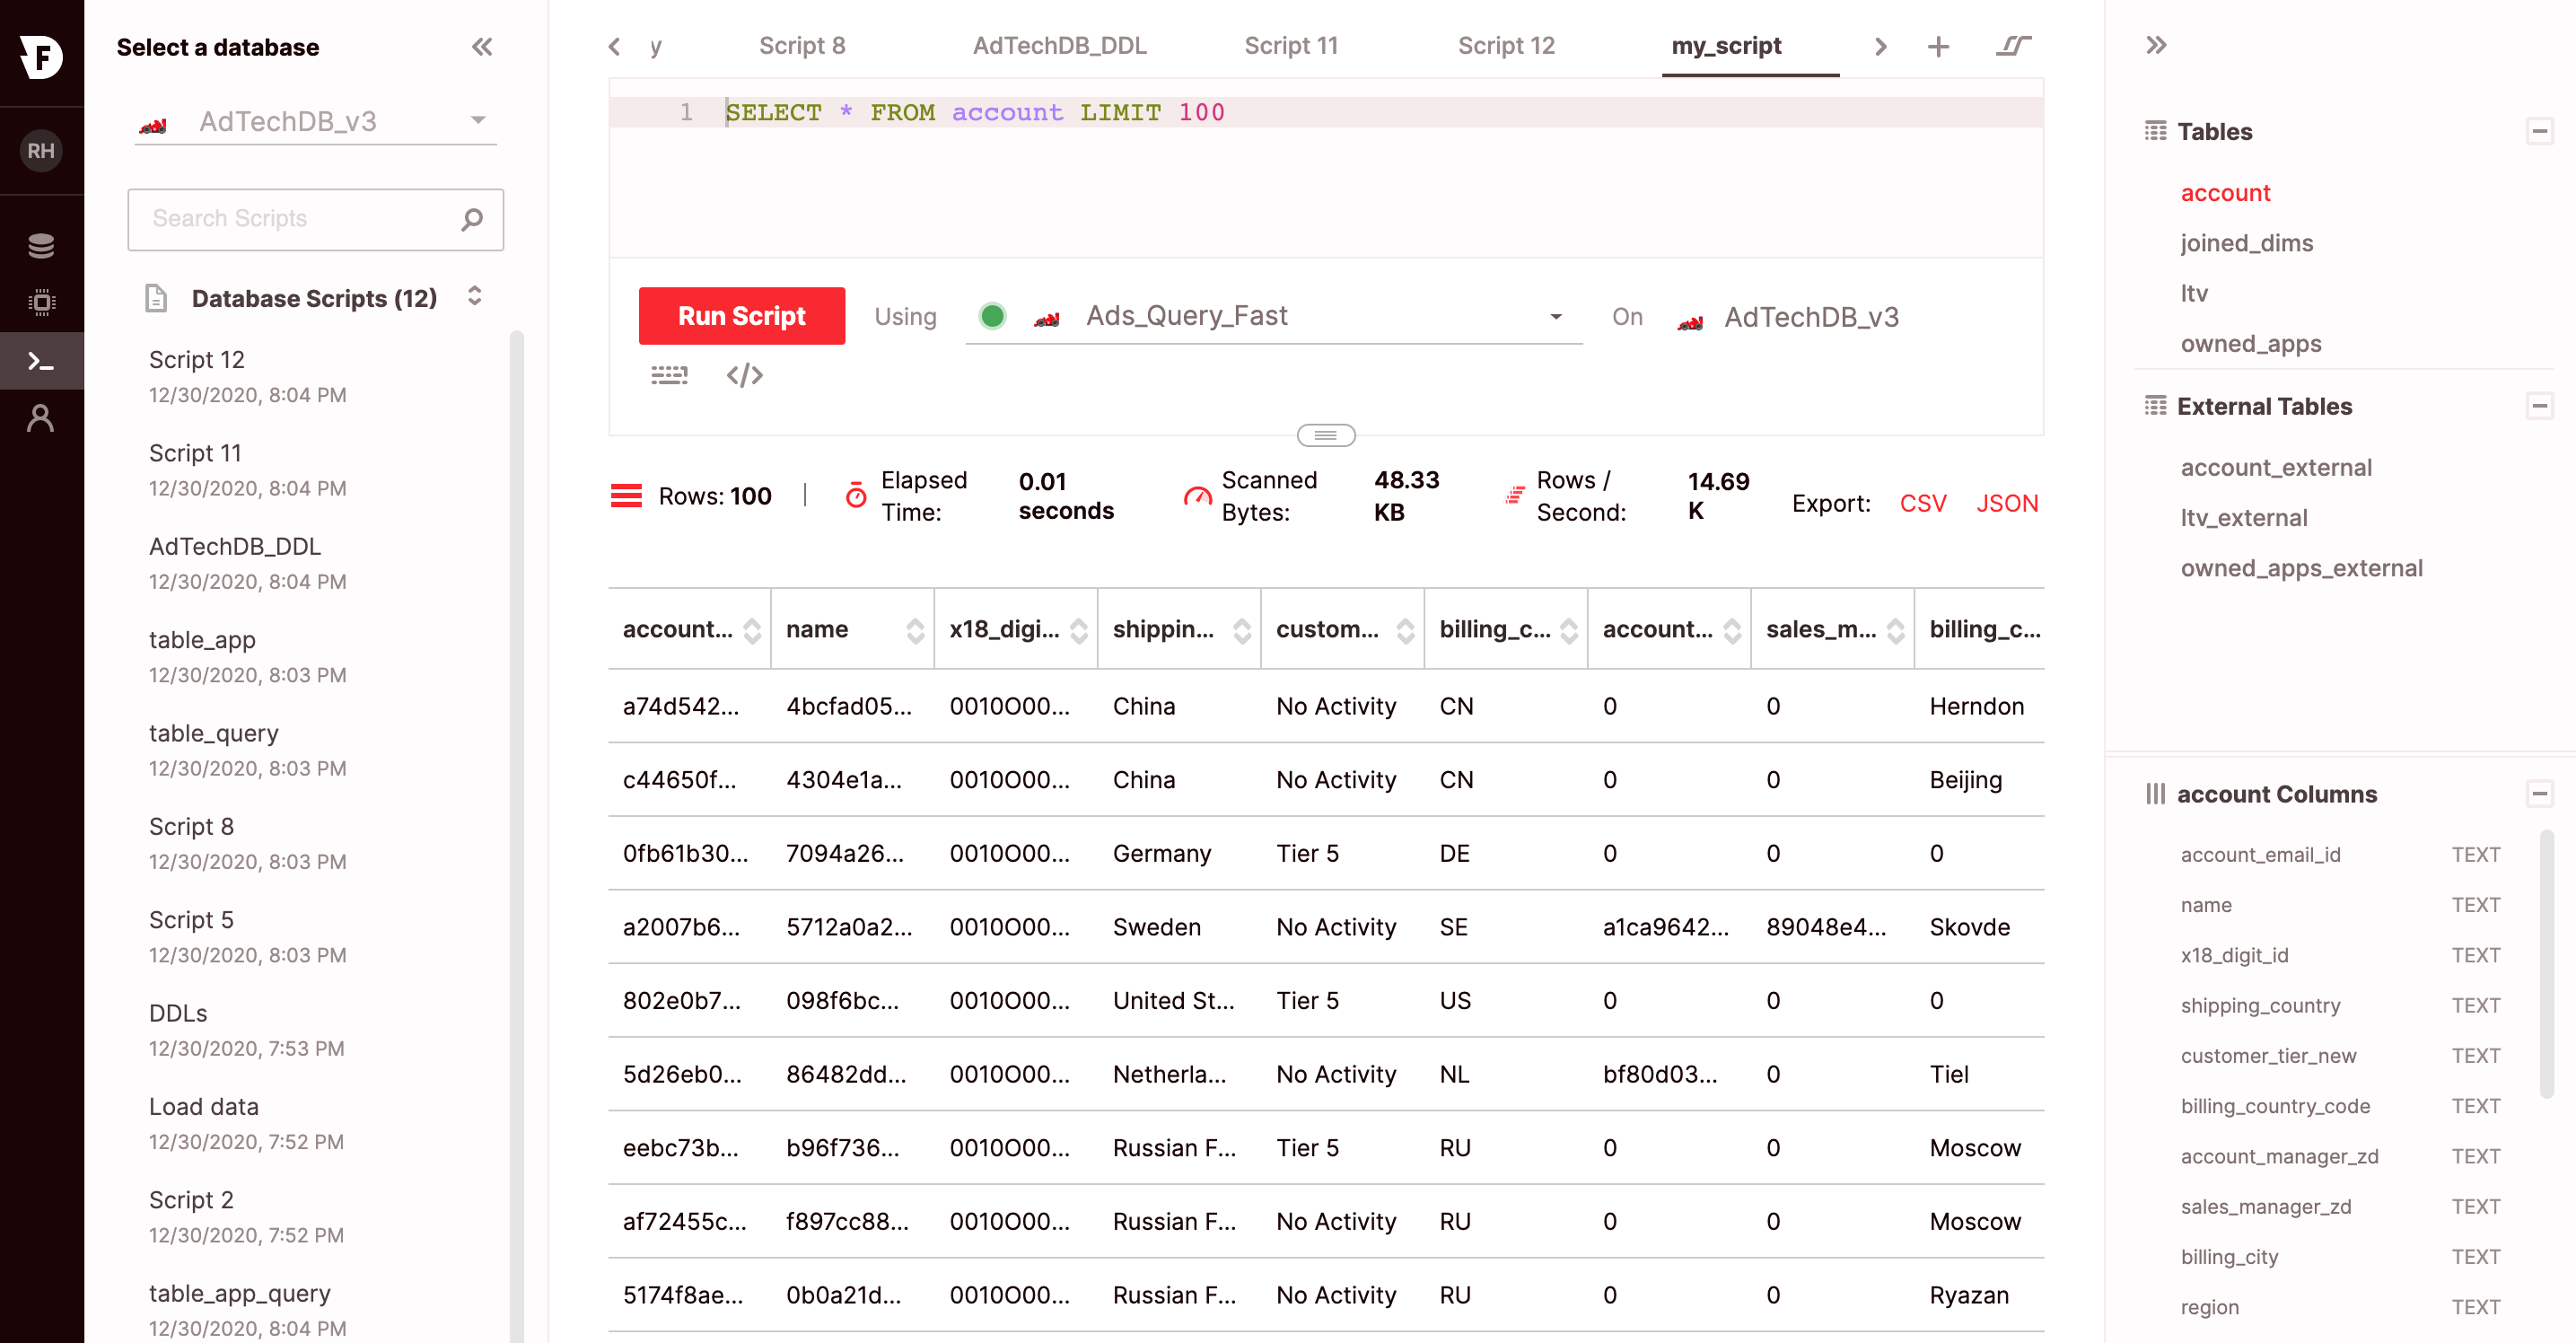 F
RH
Select a database
AdTechDB_v3
Search Scripts
Database Scripts (12)
Script 12
12/30/2020, 8:04 PM
Script 11
12/30/2020, 8:04 PM
AdTechDB_DDL
12/30/2020, 8:04 PM
table_app
12/30/2020, 8:03 PM
table_query
12/30/2020, 8:03 PM
Script 8
12/30/2020, 8:03 PM
Script 5
12/30/2020, 8:03 PM
DDLs
12/30/2020, 7:53 PM
Load data
12/30/2020, 7:52 PM
Script 2
12/30/2020, 7:52 PM
table_app_query
12/30/2020, 8:04 PM
y Script 8 AdTechDB_DDL Script 11 Script 12 my_script
1 SELECT * FROM account LIMIT 100
Run Script Using Ads_Query_Fast On AdTechDB_v3
Rows: 100 | Elapsed Time: 0.01 seconds Scanned Bytes: 48.33 KB Rows / Second: 14.69 K Export: CSV JSON
account... name x18_digi... shippin... custom... billing_c... account... sales_m... billing_c...
a74d542... 4bcfad05... 0010O00... China No Activity CN 0 0 Herndon
c44650f... 4304e1a... 0010O00... China No Activity CN 0 0 Beijing
0fb61b30... 7094a26... 0010O00... Germany Tier 5 DE 0 0 0
a2007b6... 5712a0a2... 0010O00... Sweden No Activity SE a1ca9642... 89048e4... Skovde
802e0b7... 098f6bc... 0010O00... United St... Tier 5 US 0 0 0
5d26eb0... 86482dd... 0010O00... Netherla... No Activity NL bf80d03... 0 Tiel
eebc73b... b96f736... 0010O00... Russian F... Tier 5 RU 0 0 Moscow
af72455c... f897cc88... 0010O00... Russian F... No Activity RU 0 0 Moscow
5174f8ae... 0b0a21d... 0010O00... Russian F... No Activity RU 0 0 Ryazan
Tables
account
joined_dims
ltv
owned_apps
External Tables
account_external
ltv_external
owned_apps_external
account Columns
account_email_id TEXT
name TEXT
x18_digit_id TEXT
shipping_country TEXT
customer_tier_new TEXT
billing_country_code TEXT
account_manager_zd TEXT
sales_manager_zd TEXT
billing_city TEXT
region TEXT